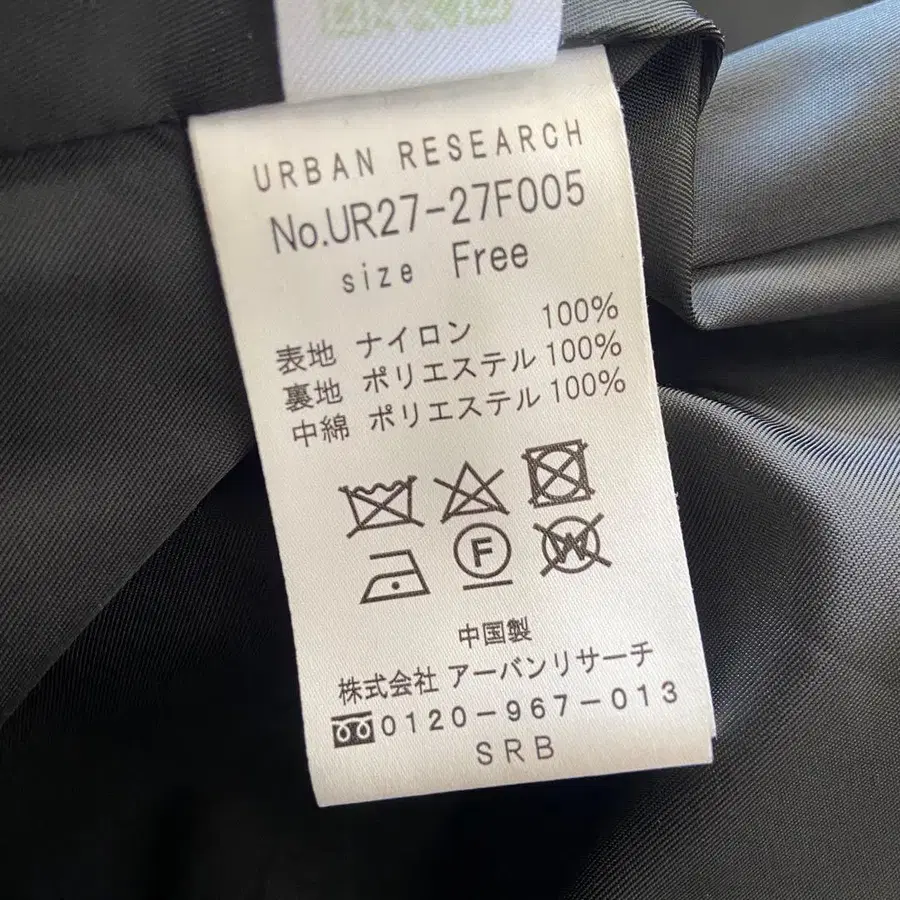 URBAN RESEARCH
No.UR27-27F005
size Free
表地 ナイロン 100%
裏地 ポリエステル 100%
中綿 ポリエステル 100%
F W
中国製
株式会社 アーバンリサーチ
0120-967-013
SRB